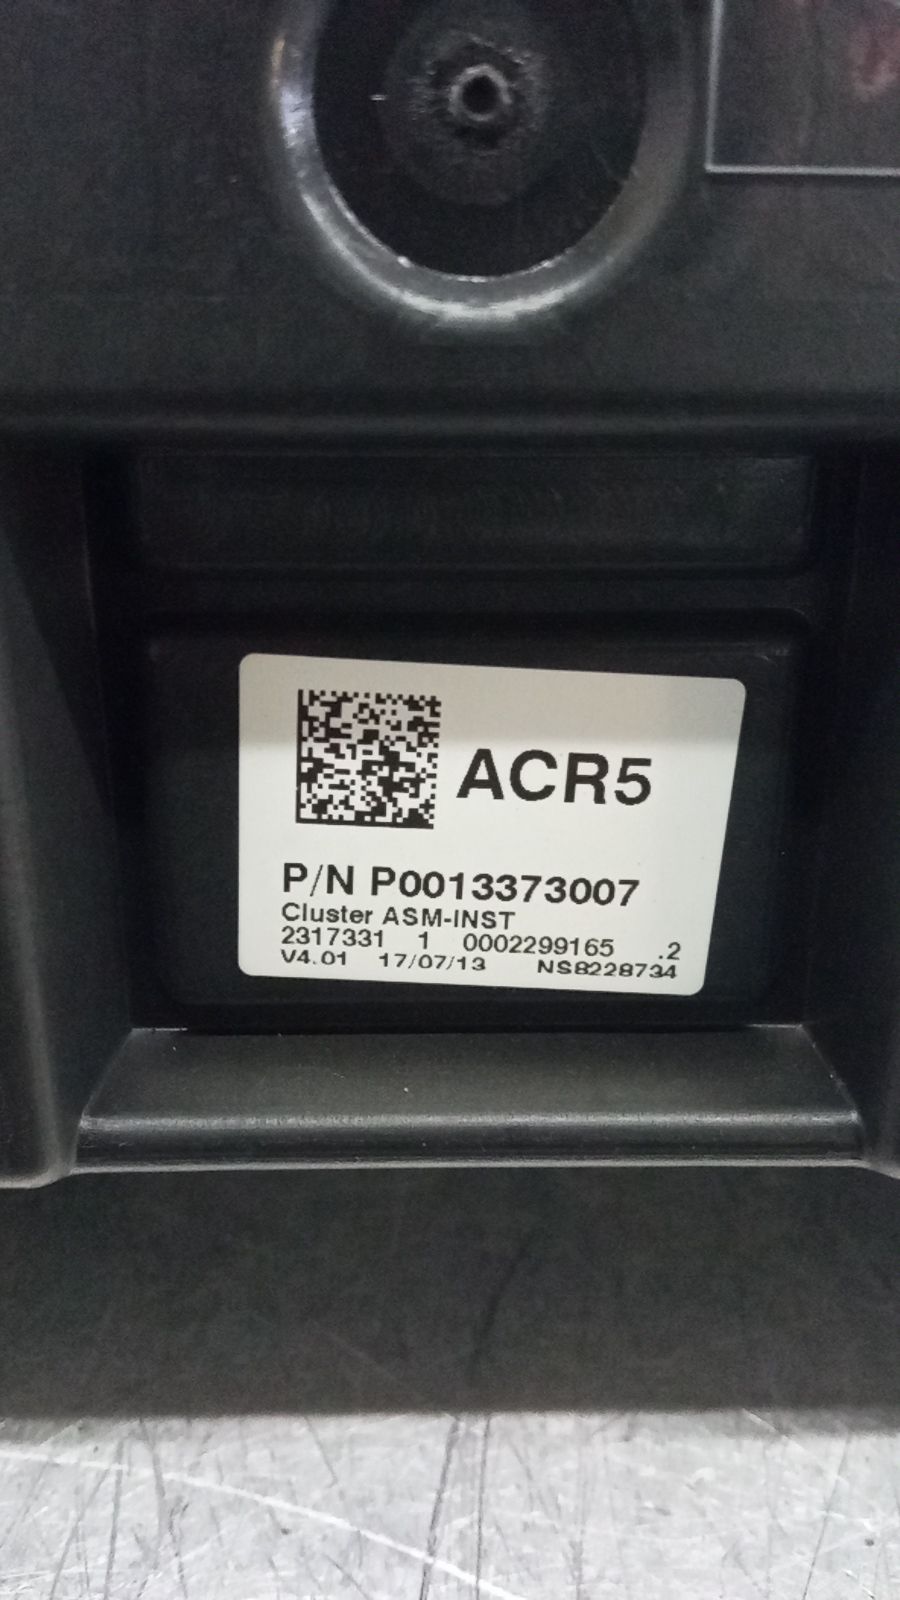 ACR5
P/N P0013373007
Cluster ASM-INST
2317331 1 0002299165 .2
V4.01 17/07/13 NS8228734